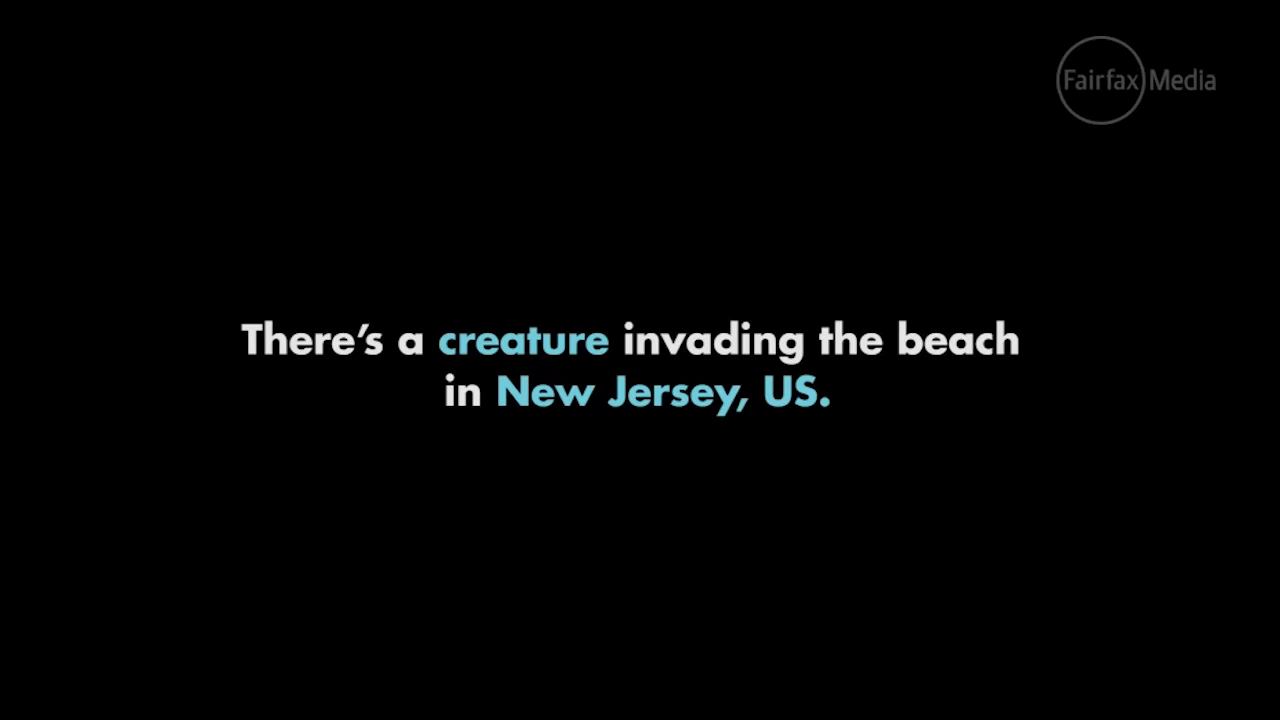 Fairfax Media
There's a creature invading the beach
in New Jersey, US.